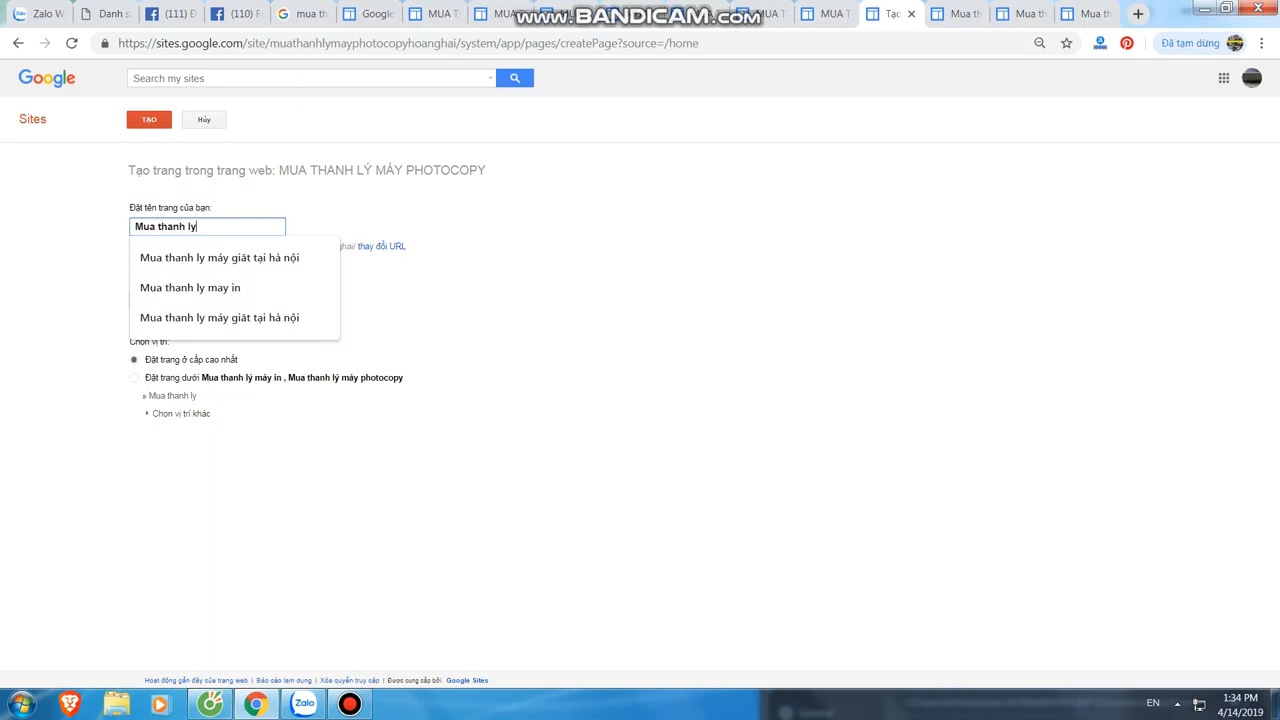 Zalo W
Danh s
(111) F
(110) F
mua th
Google
MUA T
MUA
MU
www.BANDICAM.com
MUA T
MUA T
Tạo
Mua th
Mua th
Mua th
https://sites.google.com/site/muathanhlymayphotocopyhoanghai/system/app/pages/createPage?source=/home
Đã tạm dừng
Google
Search my sites
Sites
TẠO
Hủy
Tạo trang trong trang web: MUA THANH LÝ MÁY PHOTOCOPY
Đặt tên trang của bạn:
Mua thanh ly
ghai/ thay đổi URL
Mua thanh ly máy giăt tại hà nội
Mua thanh ly may in
Mua thanh ly máy giăt tại hà nội
Chọn vị trí:
Đặt trang ở cấp cao nhất
Đặt trang dưới Mua thanh lý máy in , Mua thanh lý máy photocopy
» Mua thanh ly
Chọn vị trí khác
Hoạt động gần đây của trang web | Báo cáo lạm dụng | Xóa quyền truy cập | Được cung cấp bởi Google Sites
Zalo
EN
1:34 PM
4/14/2019